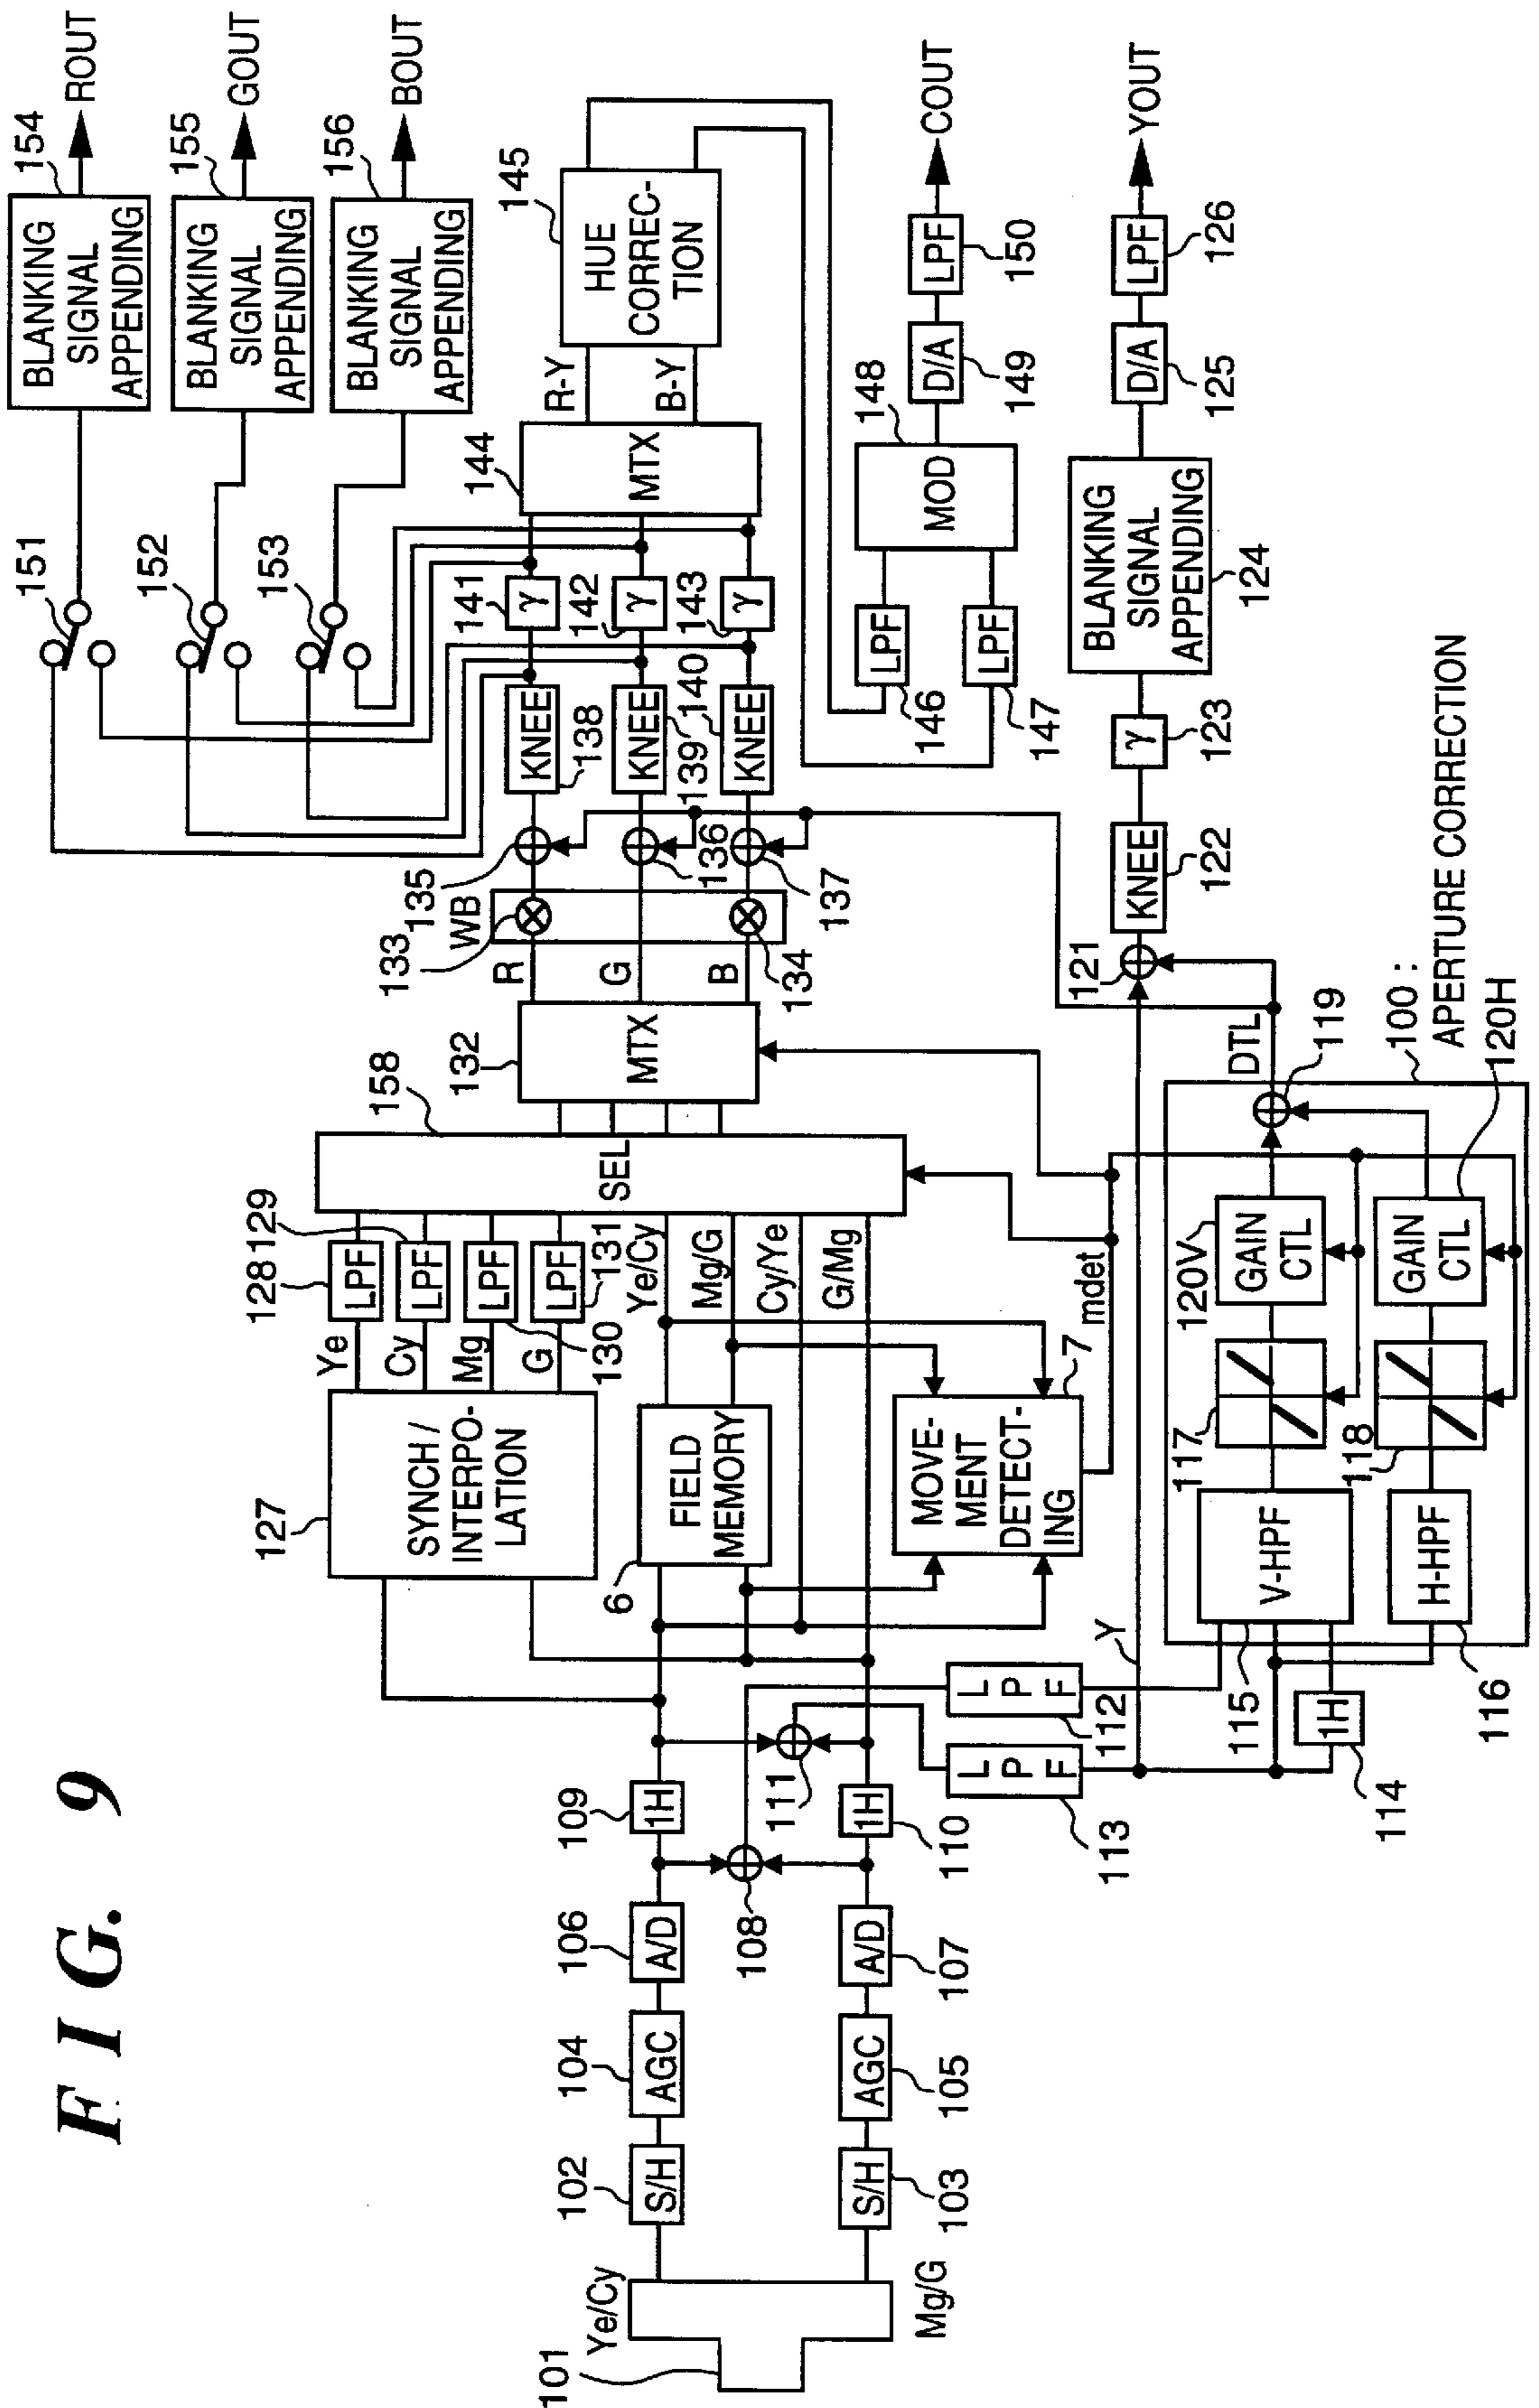 FIG. 9
101
Ye/Cy
Mg/G
102
S/H
103
S/H
104
AGC
105
AGC
106
A/D
107
A/D
108
109
1H
110
1H
111
112
LPF
113
LPF
114
1H
Y
127
SYNCH /
INTERPO-
LATION
Ye
Cy
Mg
G
128
LPF
129
LPF
130
LPF
131
LPF
6
FIELD
MEMORY
Ye/Cy
Mg/G
Cy/Ye
G/Mg
7
MOVE-
MENT
DETECT-
ING
mdet
158
SEL
132
MTX
R
G
B
WB
133
134
135
136
137
138
KNEE
139
KNEE
140
KNEE
141
γ
142
γ
143
γ
144
MTX
R-Y
B-Y
145
HUE
CORREC-
TION
146
LPF
147
LPF
148
MOD
149
D/A
150
LPF
COUT
151
152
153
154
BLANKING
SIGNAL
APPENDING
ROUT
155
BLANKING
SIGNAL
APPENDING
GOUT
156
BLANKING
SIGNAL
APPENDING
BOUT
115
V-HPF
116
H-HPF
117
118
120V
GAIN
CTL
120H
GAIN
CTL
119
DTL
100 :
APERTURE CORRECTION
121
122
KNEE
123
γ
124
BLANKING
SIGNAL
APPENDING
125
D/A
126
LPF
YOUT